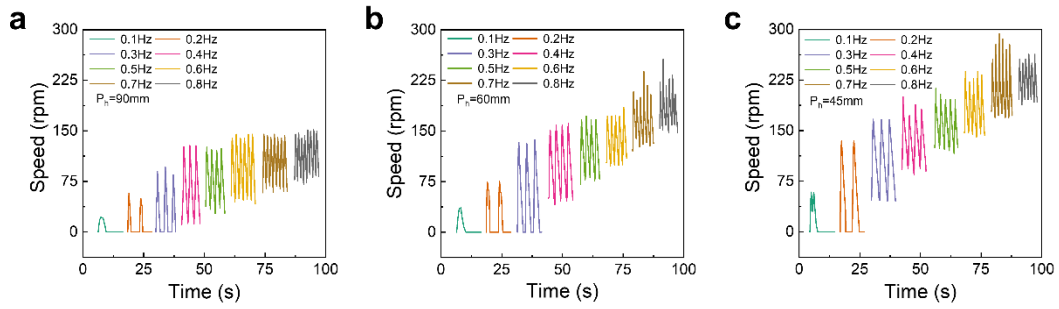 a
300
225
150
75
0
Speed (rpm)
0.1Hz 0.2Hz
0.3Hz 0.4Hz
0.5Hz 0.6Hz
0.7Hz 0.8Hz
Pₕ=90mm
0 25 50 75 100
Time (s)
b
300
225
150
75
0
Speed (rpm)
0.1Hz 0.2Hz
0.3Hz 0.4Hz
0.5Hz 0.6Hz
0.7Hz 0.8Hz
Pₕ=60mm
0 25 50 75 100
Time (s)
c
300
225
150
75
0
Speed (rpm)
0.1Hz 0.2Hz
0.3Hz 0.4Hz
0.5Hz 0.6Hz
0.7Hz 0.8Hz
Pₕ=45mm
0 25 50 75 100
Time (s)